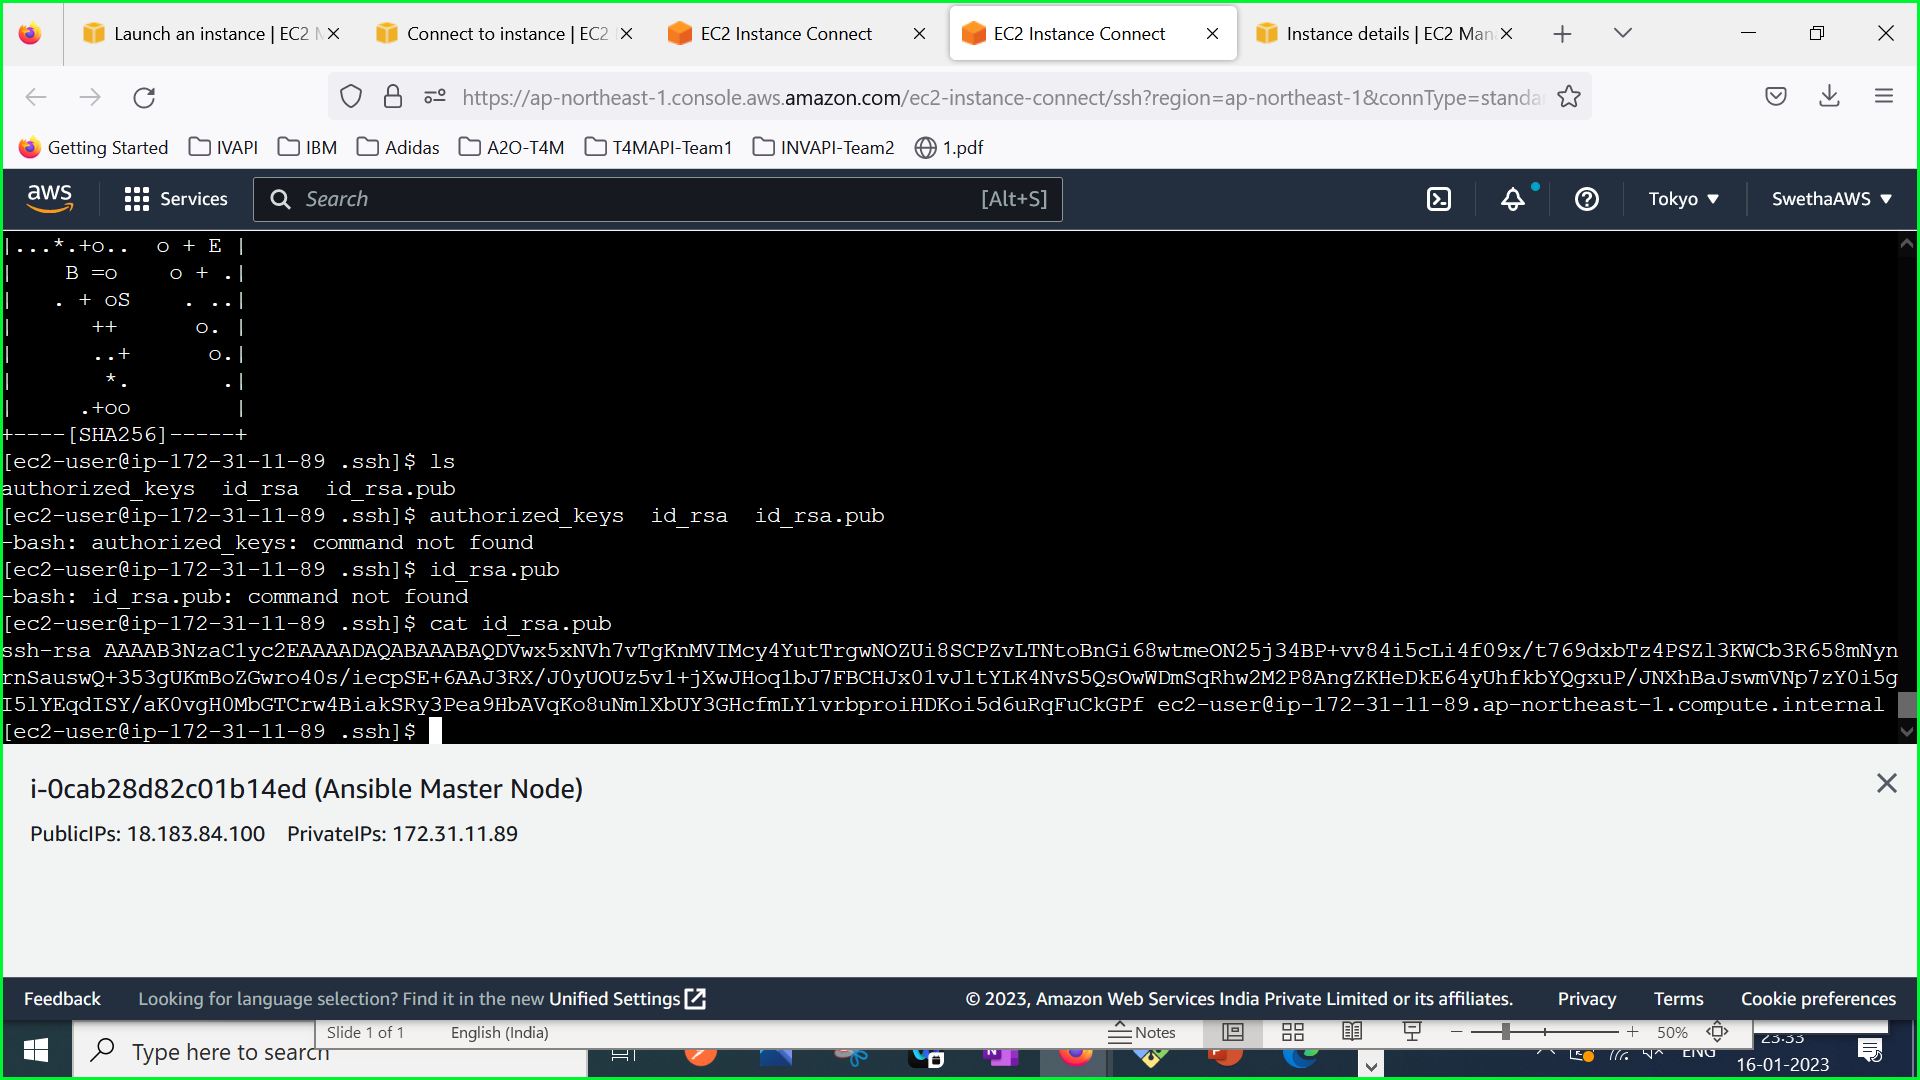 Launch an instance | EC2 M
Connect to instance | EC2
EC2 Instance Connect
EC2 Instance Connect
Instance details | EC2 Man
https://ap-northeast-1.console.aws.amazon.com/ec2-instance-connect/ssh?region=ap-northeast-1&connType=standa
Getting Started
IVAPI
IBM
Adidas
A2O-T4M
T4MAPI-Team1
INVAPI-Team2
1.pdf
aws
Services
Search
[Alt+S]
Tokyo ▼
SwethaAWS ▼
|...*.+o..  o + E |
|    B =o    o + .|
|   . + oS    . ..|
|      ++      o. |
|      ..+      o.|
|       *.       .|
|     .+oo        |
+----[SHA256]-----+
[ec2-user@ip-172-31-11-89 .ssh]$ ls
authorized_keys  id_rsa  id_rsa.pub
[ec2-user@ip-172-31-11-89 .ssh]$ authorized_keys  id_rsa  id_rsa.pub
-bash: authorized_keys: command not found
[ec2-user@ip-172-31-11-89 .ssh]$ id_rsa.pub
-bash: id_rsa.pub: command not found
[ec2-user@ip-172-31-11-89 .ssh]$ cat id_rsa.pub
ssh-rsa AAAAB3NzaC1yc2EAAAADAQABAAABAQDVwx5xNVh7vTgKnMVIMcy4YutTrgwNOZUi8SCPZvLTNtoBnGi68wtmeON25j34BP+vv84i5cLi4f09x/t769dxbTz4PSZl3KWCb3R658mNyn
rnSauswQ+353gUKmBoZGwro40s/iecpSE+6AAJ3RX/J0yUOUz5v1+jXwJHoq1bJ7FBCHJx01vJltYLK4NvS5QsOwWDmSqRhw2M2P8AngZKHeDkE64yUhfkbYQgxuP/JNXhBaJswmVNp7zY0i5g
I5lYEqdISY/aK0vgH0MbGTCrw4BiakSRy3Pea9HbAVqKo8uNmlXbUY3GHcfmLY1vrbproiHDKoi5d6uRqFuCkGPf ec2-user@ip-172-31-11-89.ap-northeast-1.compute.internal
[ec2-user@ip-172-31-11-89 .ssh]$
i-0cab28d82c01b14ed (Ansible Master Node)
PublicIPs: 18.183.84.100   PrivateIPs: 172.31.11.89
Feedback
Looking for language selection? Find it in the new Unified Settings
© 2023, Amazon Web Services India Private Limited or its affiliates.
Privacy
Terms
Cookie preferences
Slide 1 of 1
English (India)
Notes
50%
Type here to search
ENG
23:33
16-01-2023